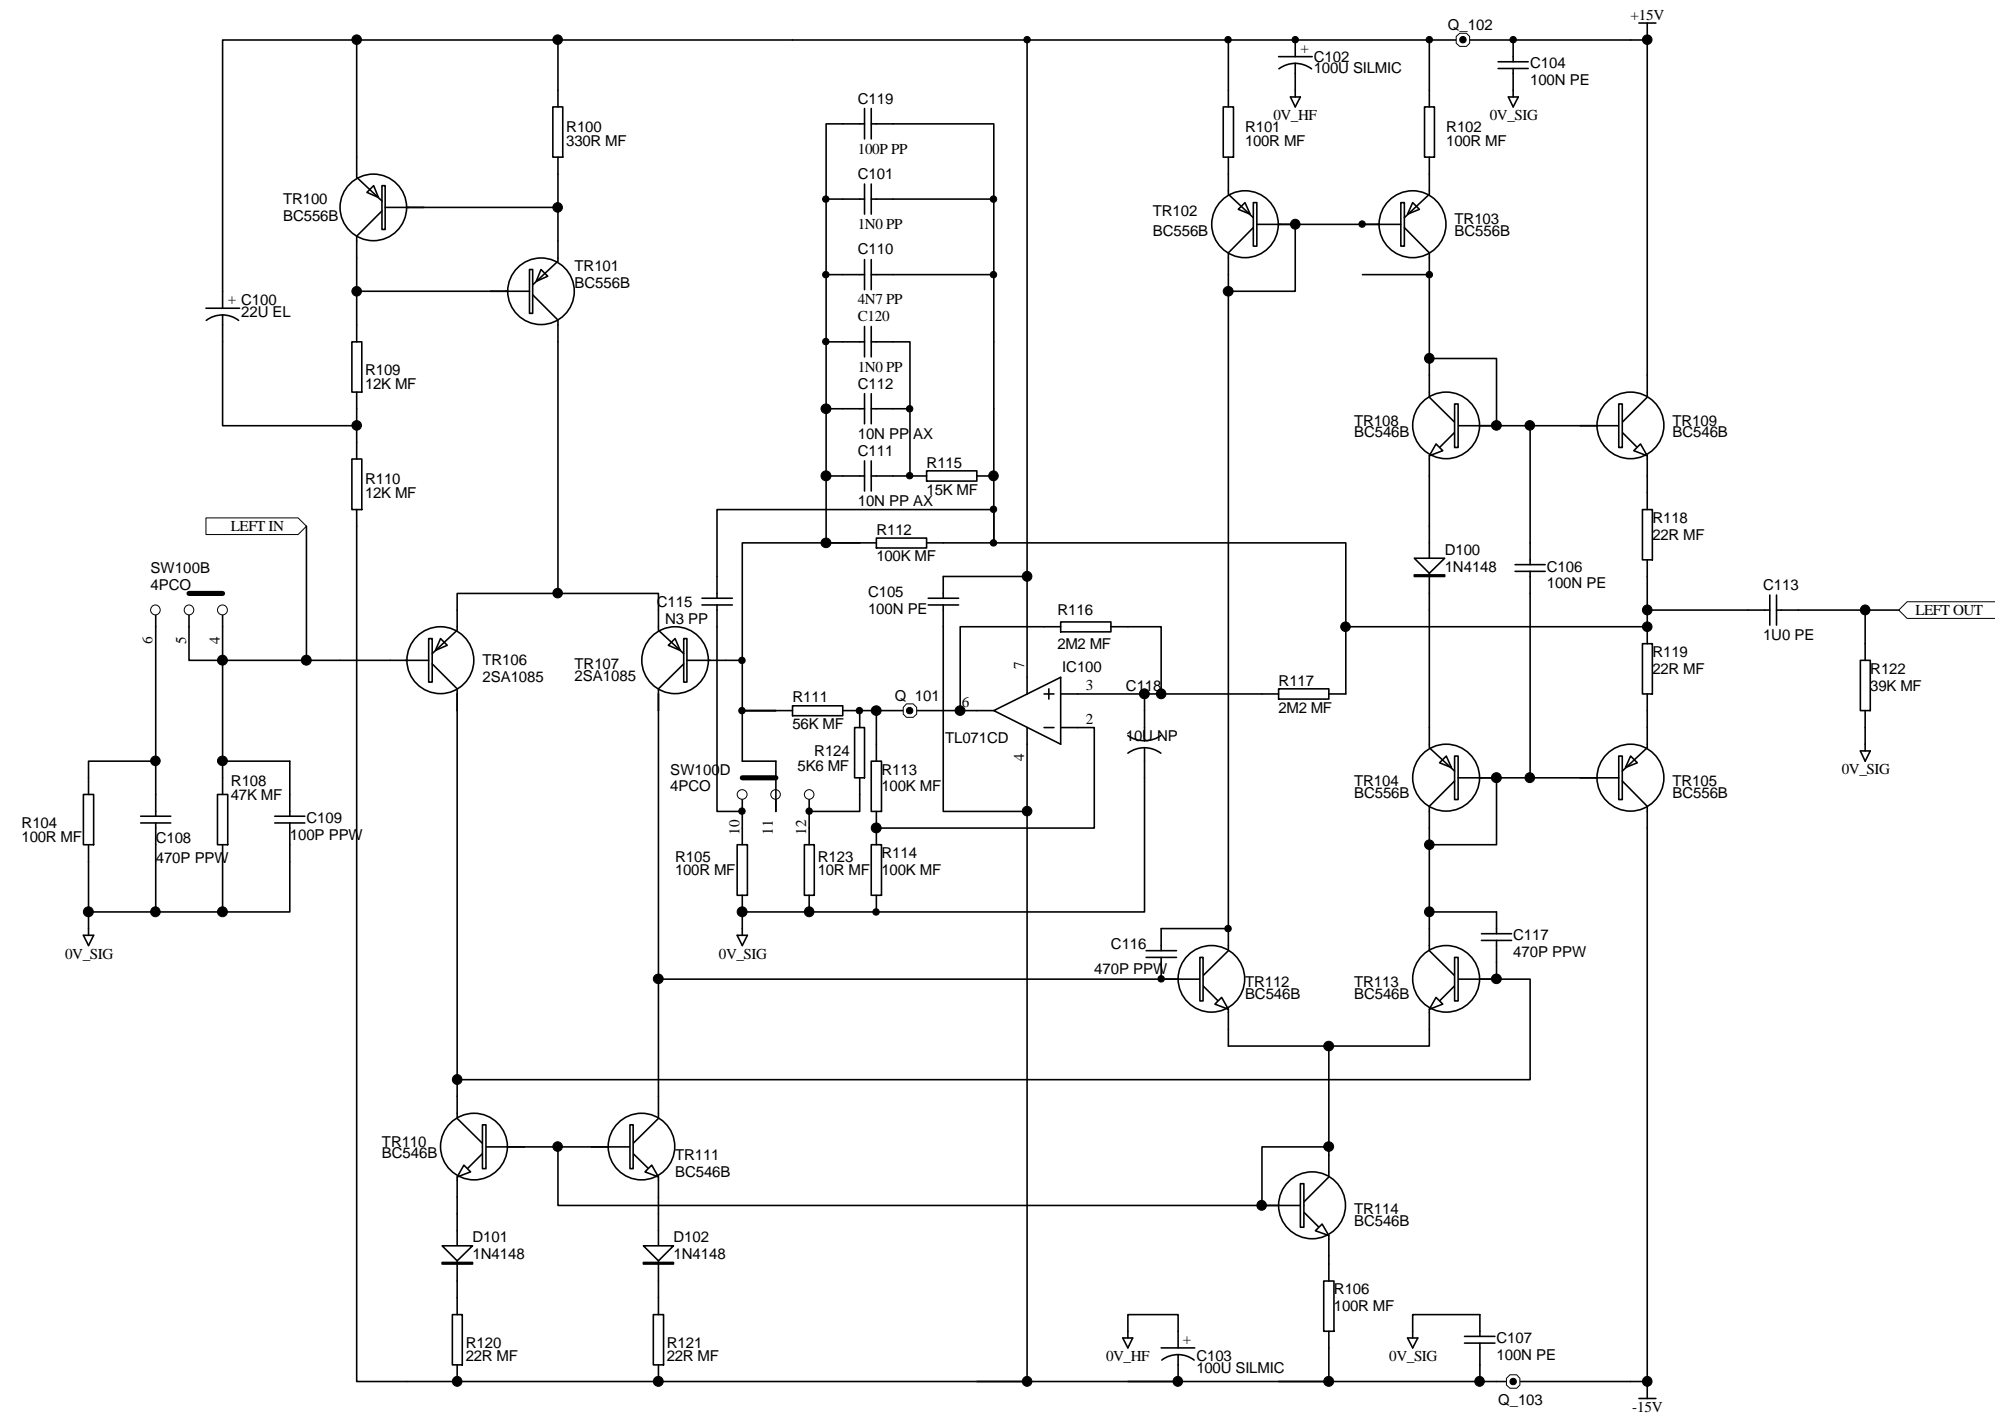 +15V
Q_102
C102
100U SILMIC
0V_HF
C104
100N PE
0V_SIG
C119
100P PP
R100
330R MF
R101
100R MF
R102
100R MF
C101
1N0 PP
TR100
BC556B
TR102
BC556B
TR103
BC556B
C110
4N7 PP
TR101
BC556B
+ C100
22U EL
C120
1N0 PP
R109
12K MF
C112
10N PP AX
TR108
BC546B
TR109
BC546B
C111
10N PP AX
R115
15K MF
R110
12K MF
LEFT IN
R112
100K MF
R118
22R MF
SW100B
4PCO
D100
1N4148
C106
100N PE
C113
1U0 PE
LEFT OUT
C115
N3 PP
C105
100N PE
R116
2M2 MF
6
5
4
TR106
2SA1085
TR107
2SA1085
7
IC100
3
2
6
4
TL071CD
C118
10U NP
R117
2M2 MF
R119
22R MF
R122
39K MF
0V_SIG
R111
56K MF
Q_101
R124
5K6 MF
R113
100K MF
SW100D
4PCO
10
11
12
TR104
BC556B
TR105
BC556B
R108
47K MF
R104
100R MF
C108
470P PPW
C109
100P PPW
R105
100R MF
R123
10R MF
R114
100K MF
0V_SIG
0V_SIG
C116
470P PPW
TR112
BC546B
TR113
BC546B
C117
470P PPW
TR110
BC546B
TR111
BC546B
TR114
BC546B
D101
1N4148
D102
1N4148
R106
100R MF
R120
22R MF
R121
22R MF
0V_HF
+
C103
100U SILMIC
0V_SIG
C107
100N PE
Q_103
-15V